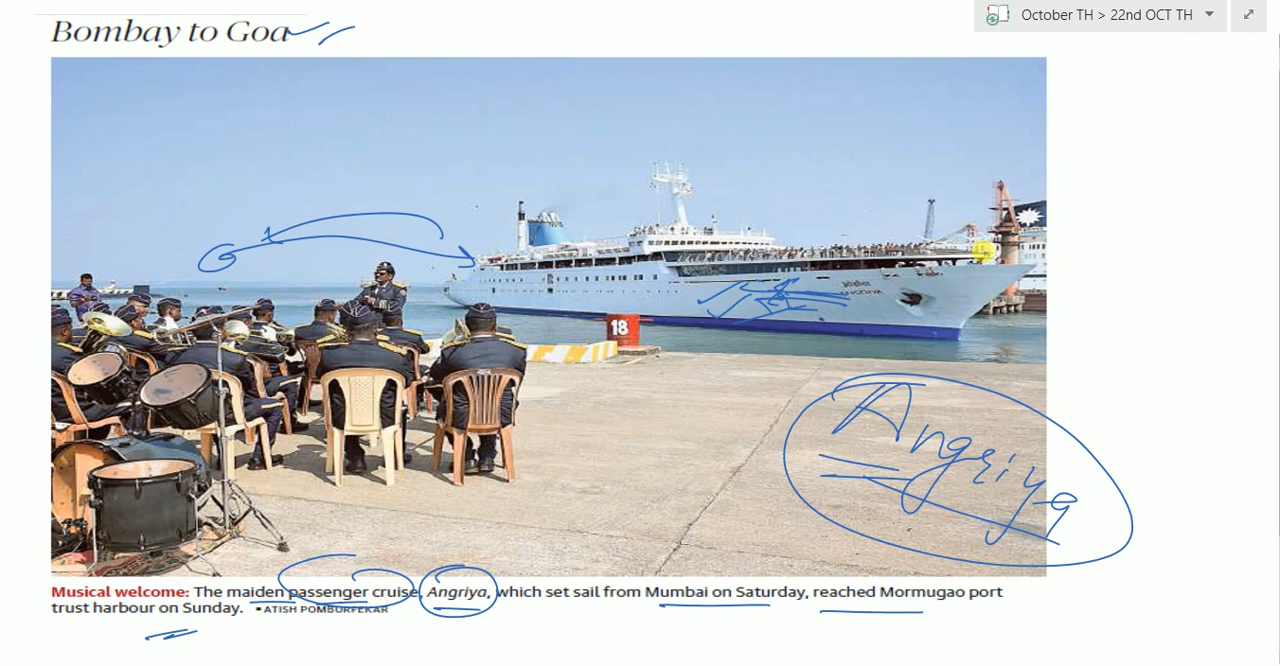 October TH > 22nd OCT TH
Bombay to Goa
18
Angriya
Musical welcome: The maiden passenger cruise, Angriya, which set sail from Mumbai on Saturday, reached Mormugao port
trust harbour on Sunday. ▪ATISH POMBURFEKAR